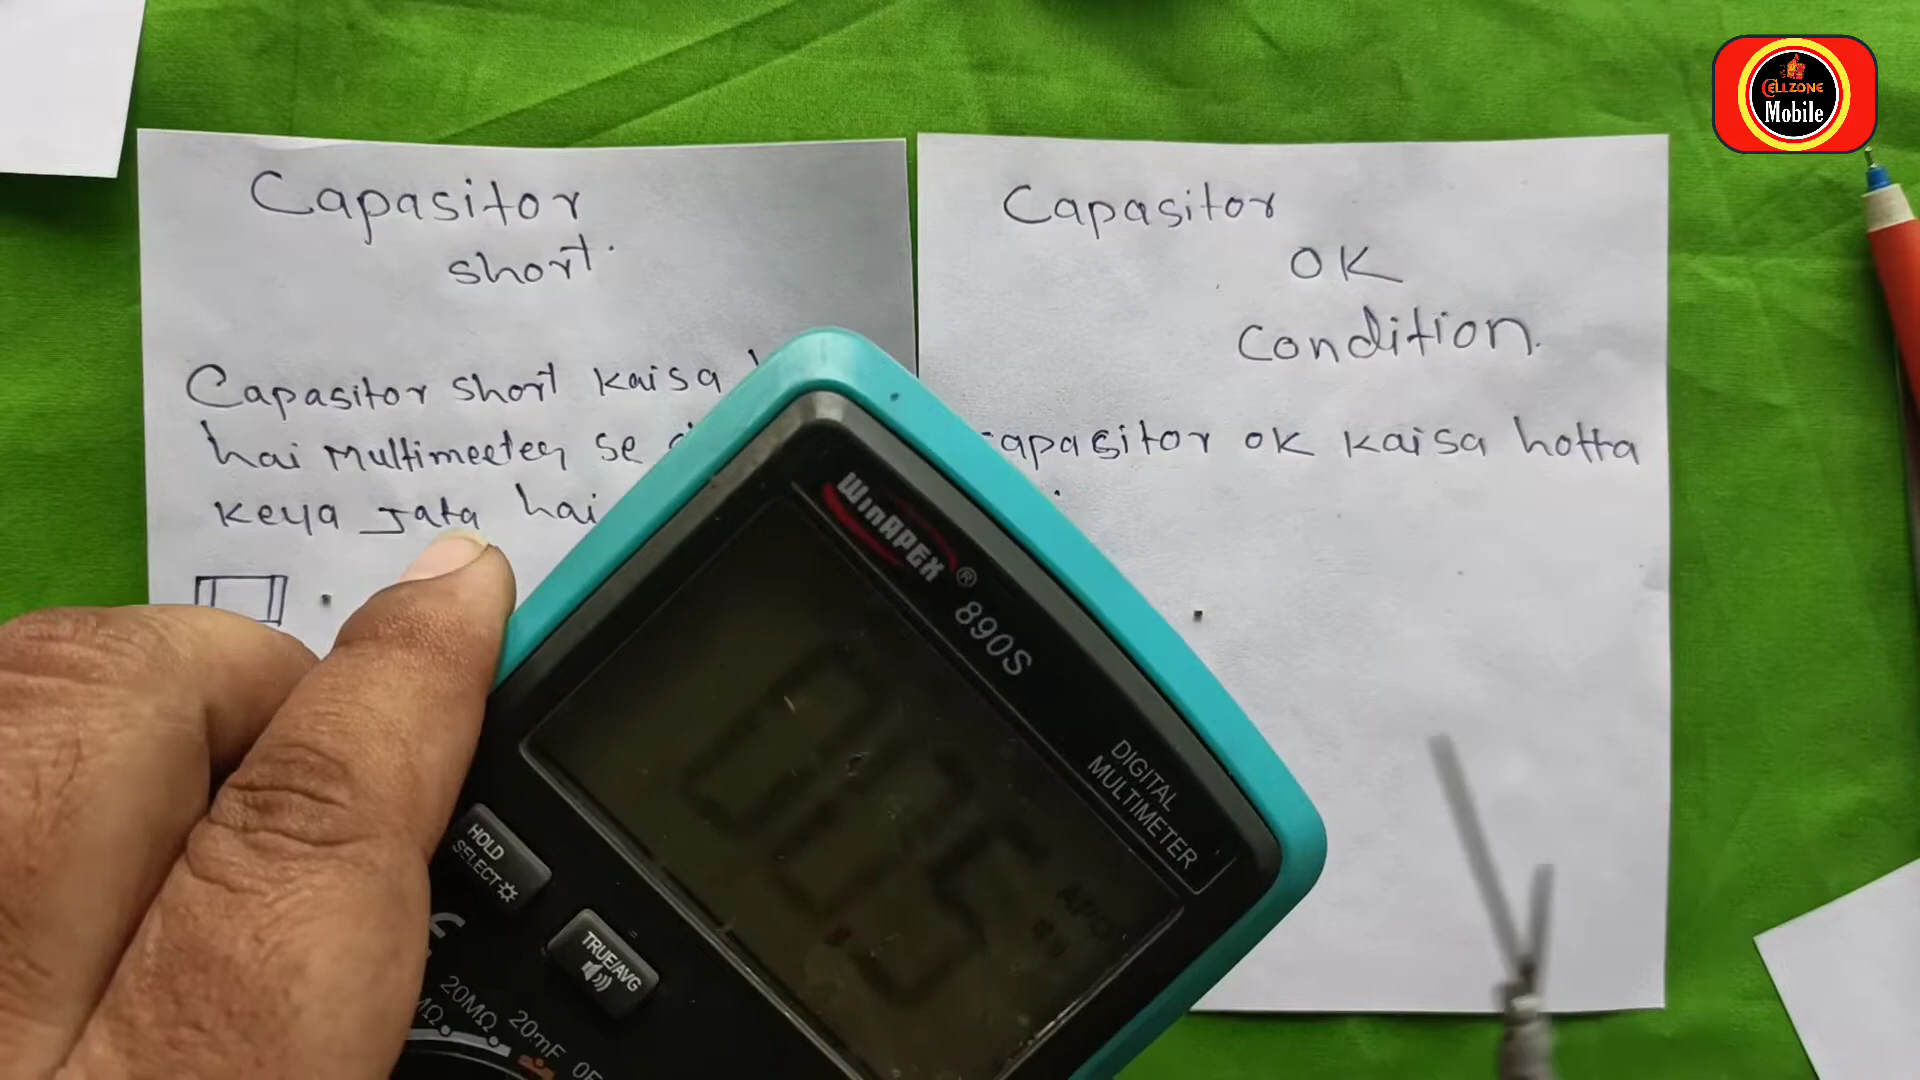 CELLZONE
Mobile
Capasitor
short.
Capasitor short kaisa
hai Multimeeter se
keya Jata hai
Capasitor
OK
Condition.
apasitor OK Kaisa hotta
WINAPEX ®
890S
DIGITAL
MULTIMETER
HOLD
SELECT
TRUE/AVG
20MΩ
20mF